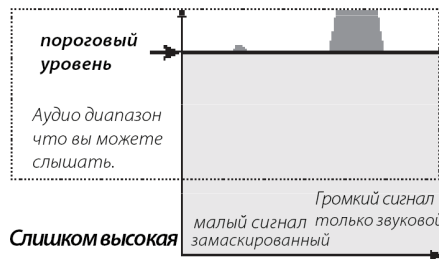 пороговый
уровень
Аудио диапазон
что вы можете
слышать.
Громкий сигнал
малый сигнал только звуковой
Слишком высокая замаскированный